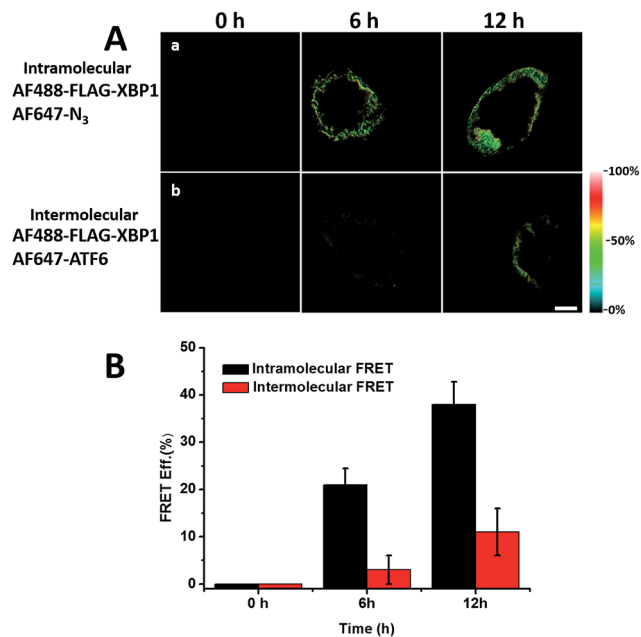 A
0 h 6 h 12 h
a
Intramolecular
AF488-FLAG-XBP1
AF647-N₃
b
Intermolecular
AF488-FLAG-XBP1
AF647-ATF6
100%
50%
0%
B
Intramolecular FRET
Intermolecular FRET
FRET Eff.(%)
50
40
30
20
10
0
0 h 6h 12h
Time (h)